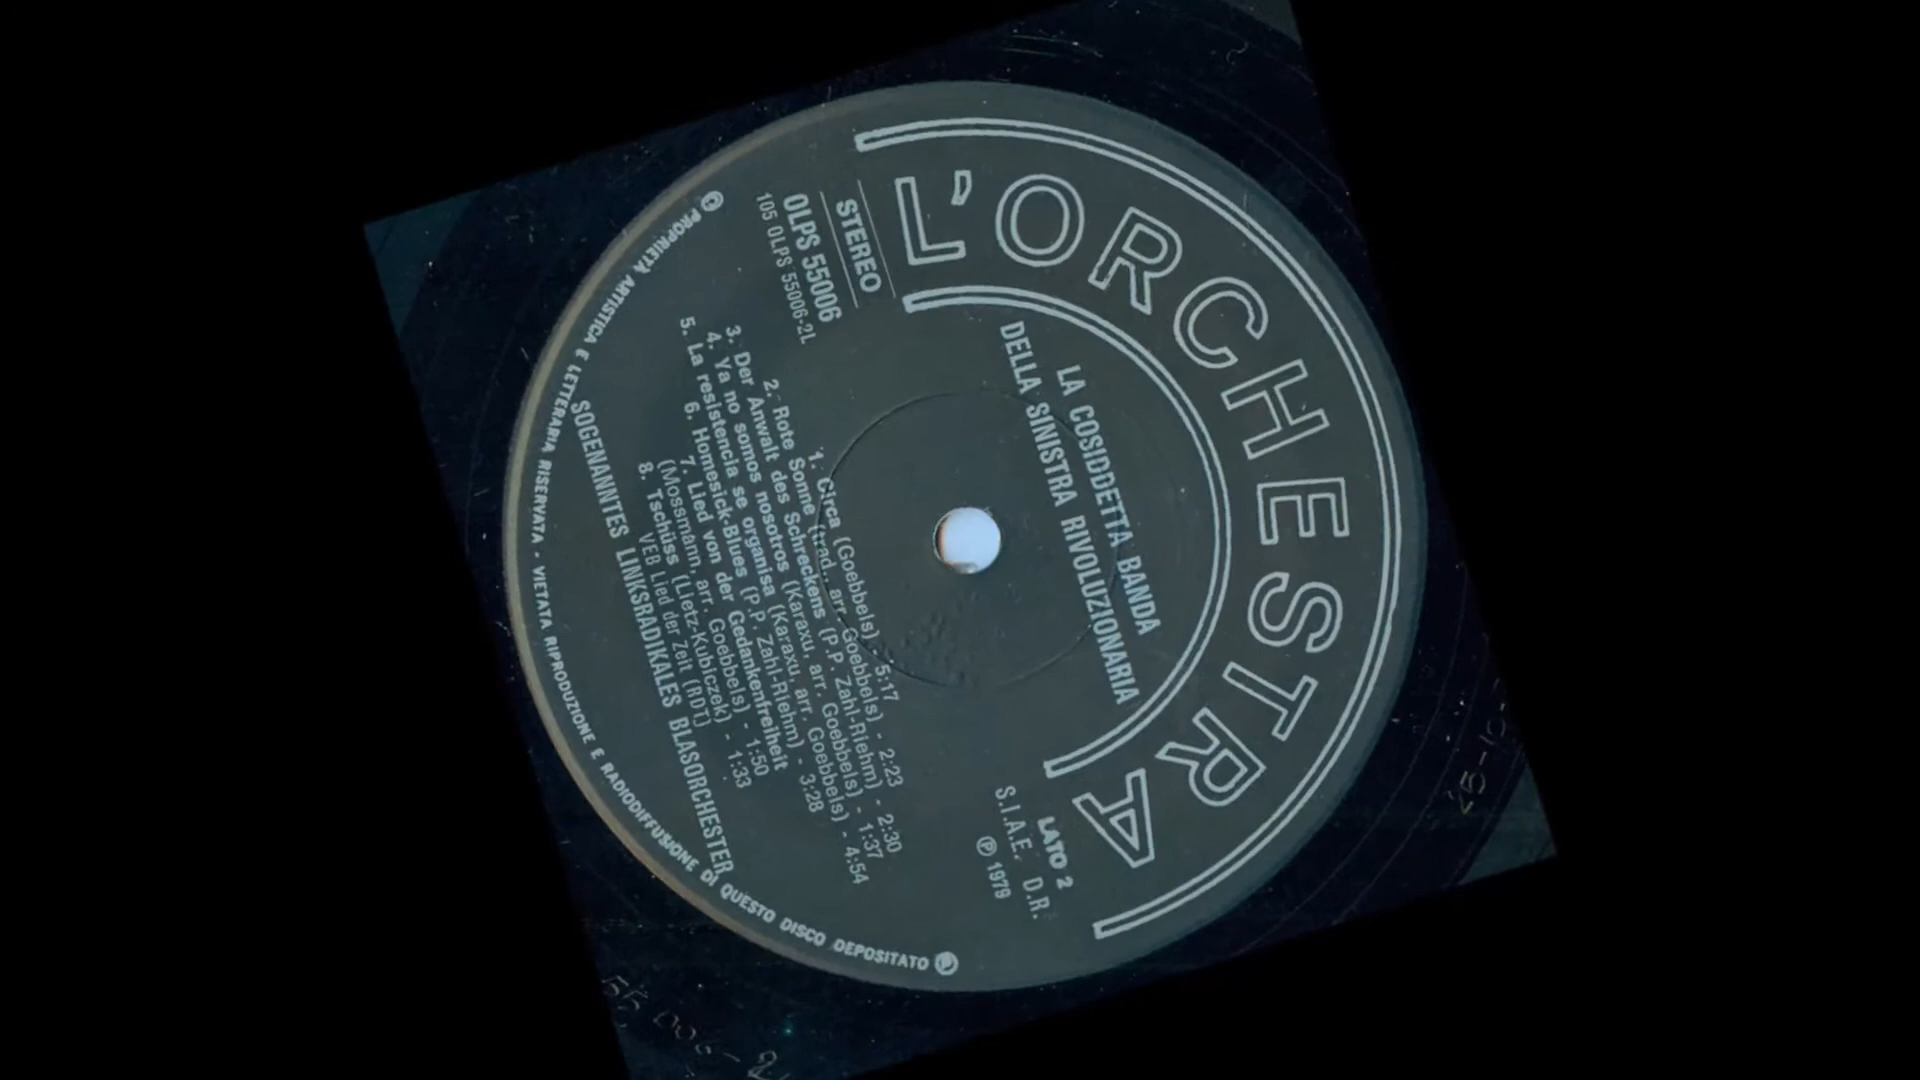 L'ORCHESTRA
LA COSIDDETTA BANDA
DELLA SINISTRA RIVOLUZIONARIA
STEREO
OLPS 55006
105 OLPS 55006-2L
LATO 2
S.I.A.E. D.R.
℗ 1979
1. Circa (Goebbels) - 5:17
2. Rote Sonne (trad., arr. Goebbels) - 2:23
3. Der Anwalt des Schreckens (P.P. Zahl-Riehm) - 2:30
4. Ya no somos nosotros (Karaxu, arr. Goebbels) - 1:37
5. La resistencia se organisa (Karaxu, arr. Goebbels) - 4:54
6. Homesick-Blues (P.P. Zahl-Riehm) - 3:28
7. Lied von der Gedankenfreiheit
(Mossmann, arr. Goebbels) - 1:50
8. Tschüss (Lietz-Kubiczek) - 1:33
VEB Lied der Zeit (RDT)
SOGENANNTES LINKSRADIKALES BLASORCHESTER
© PROPRIETÀ ARTISTICA E LETTERARIA RISERVATA - VIETATA RIPRODUZIONE E RADIODIFFUSIONE DI QUESTO DISCO DEPOSITATO ℗